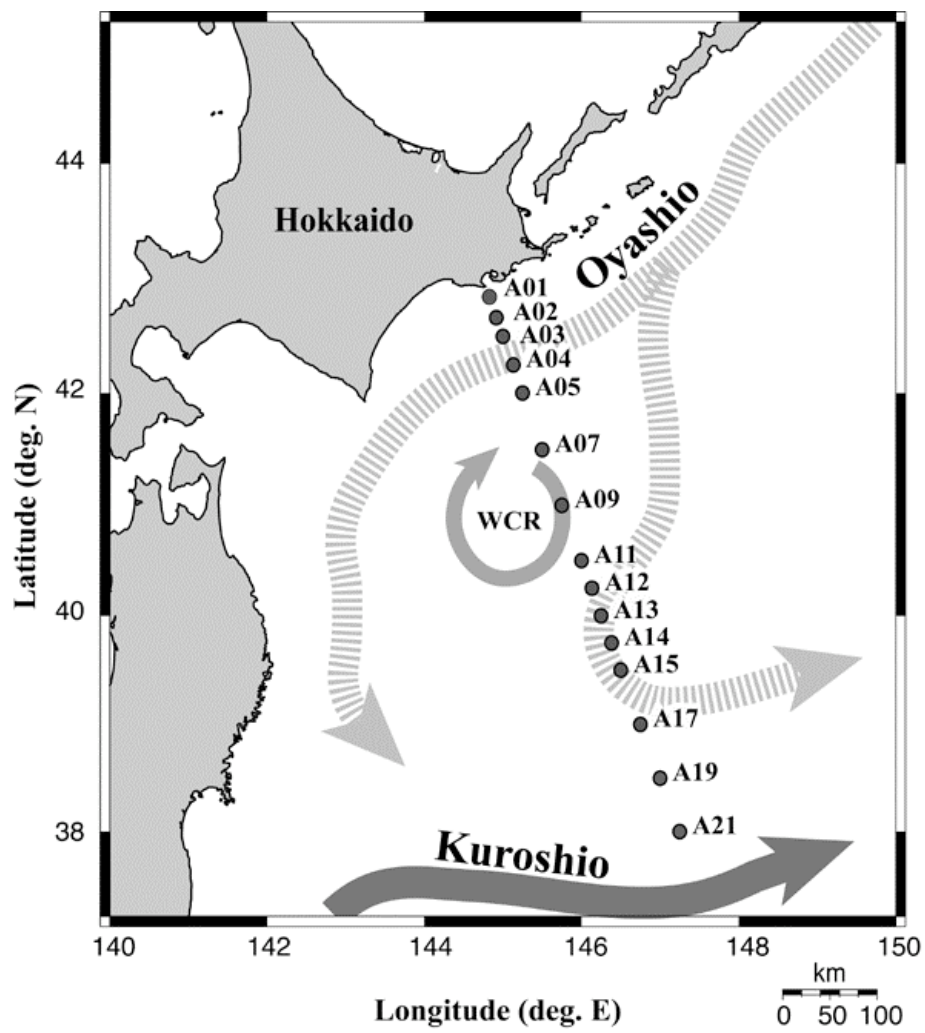 44
Hokkaido
Oyashio
A01
A02
A03
A04
42
A05
A07
A09
WCR
A11
A12
40
A13
A14
A15
A17
A19
38
A21
Kuroshio
Latitude (deg. N)
140 142 144 146 148 150
km
0 50 100
Longitude (deg. E)